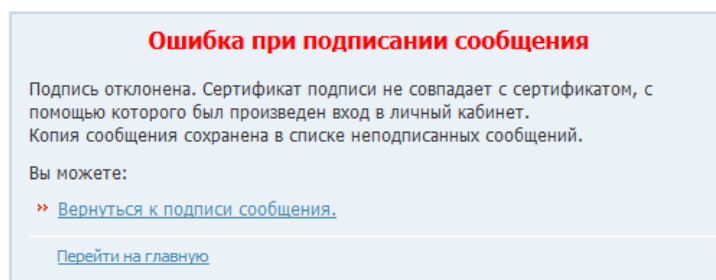 Ошибка при подписании сообщения
Подпись отклонена. Сертификат подписи не совпадает с сертификатом, с
помощью которого был произведен вход в личный кабинет.
Копия сообщения сохранена в списке неподписанных сообщений.
Вы можете:
» Вернуться к подписи сообщения.
Перейти на главную